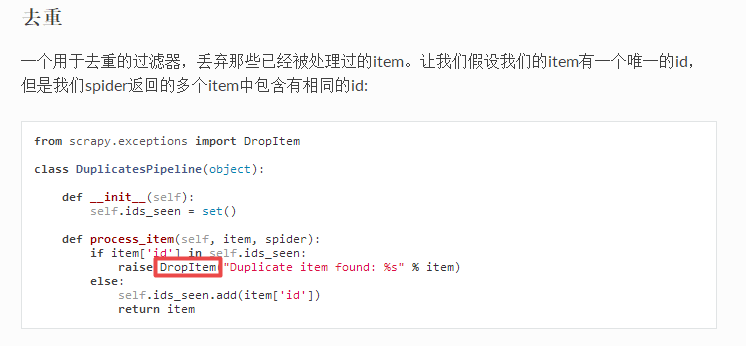 去重
一个用于去重的过滤器，丢弃那些已经被处理过的item。让我们假设我们的item有一个唯一的id，
但是我们spider返回的多个item中包含有相同的id:
from scrapy.exceptions import DropItem
class DuplicatesPipeline(object):
    def __init__(self):
        self.ids_seen = set()
    def process_item(self, item, spider):
        if item['id'] in self.ids_seen:
            raise DropItem("Duplicate item found: %s" % item)
        else:
            self.ids_seen.add(item['id'])
            return item